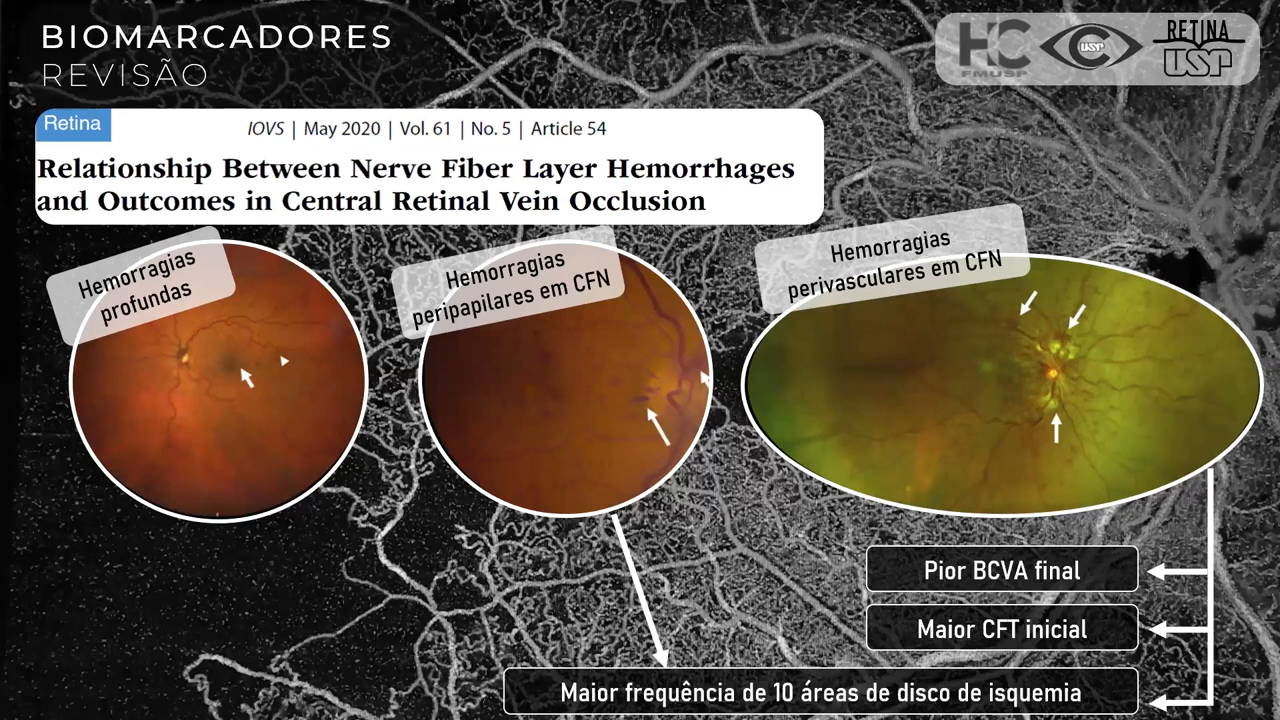 BIOMARCADORES
REVISÃO
HC
FMUSP
USP
RETINA
USP
Retina
IOVS | May 2020 | Vol. 61 | No. 5 | Article 54
Relationship Between Nerve Fiber Layer Hemorrhages
and Outcomes in Central Retinal Vein Occlusion
Hemorragias
profundas
Hemorragias
peripapilares em CFN
Hemorragias
perivasculares em CFN
Pior BCVA final
Maior CFT inicial
Maior frequência de 10 áreas de disco de isquemia